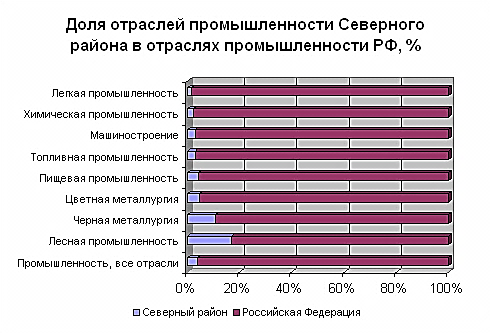 Доля отраслей промышленности Северного
района в отраслях промышленности РФ, %
Легкая промышленность
Химическая промышленность
Машиностроение
Топливная промышленность
Пищевая промышленность
Цветная металлургия
Черная металлургия
Лесная промышленность
Промышленность, все отрасли
0% 20% 40% 60% 80% 100%
Северный район Российская Федерация